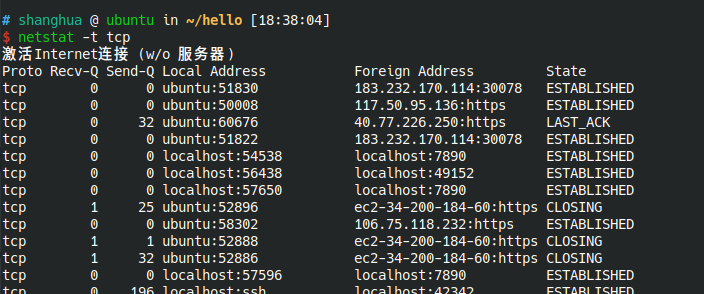 # shanghua @ ubuntu in ~/hello [18:38:04]
$ netstat -t tcp
激活Internet连接 (w/o 服务器)
Proto Recv-Q Send-Q Local Address           Foreign Address         State
tcp        0      0 ubuntu:51830            183.232.170.114:30078   ESTABLISHED
tcp        0      0 ubuntu:50008            117.50.95.136:https     ESTABLISHED
tcp        0     32 ubuntu:60676            40.77.226.250:https     LAST_ACK
tcp        0      0 ubuntu:51822            183.232.170.114:30078   ESTABLISHED
tcp        0      0 localhost:54538         localhost:7890          ESTABLISHED
tcp        0      0 localhost:56438         localhost:49152         ESTABLISHED
tcp        0      0 localhost:57650         localhost:7890          ESTABLISHED
tcp        1     25 ubuntu:52896            ec2-34-200-184-60:https CLOSING
tcp        0      0 ubuntu:58302            106.75.118.232:https    ESTABLISHED
tcp        1      1 ubuntu:52888            ec2-34-200-184-60:https CLOSING
tcp        1     32 ubuntu:52886            ec2-34-200-184-60:https CLOSING
tcp        0      0 localhost:57596         localhost:7890          ESTABLISHED
tcp        0    196 localhost:ssh           localhost:42342         ESTABLISHED